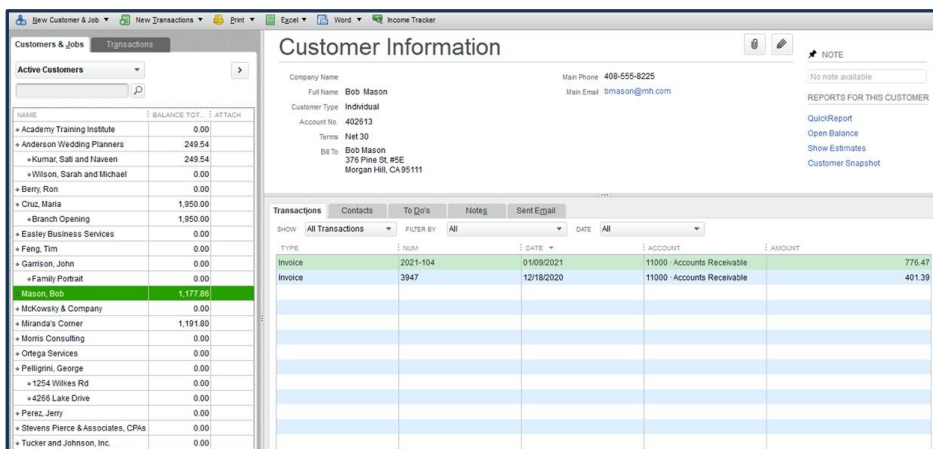 New Customer & Job New Transactions Print Excel Word Income Tracker
Customers & Jobs Transactions
Active Customers
NAME BALANCE TOT... ATTACH
Academy Training Institute 0.00
Anderson Wedding Planners 249.54
Kumar, Sati and Naveen 249.54
Wilson, Sarah and Michael 0.00
Berry, Ron 0.00
Cruz, Maria 1,950.00
Branch Opening 1,950.00
Easley Business Services 0.00
Feng, Tim 0.00
Garrison, John 0.00
Family Portrait 0.00
Mason, Bob 1,177.86
McKowsky & Company 0.00
Miranda's Corner 1,191.80
Morris Consulting 0.00
Ortega Services 0.00
Pelligrini, George 0.00
1254 Wilkes Rd 0.00
4266 Lake Drive 0.00
Perez, Jerry 0.00
Stevens Pierce & Associates, CPAs 0.00
Tucker and Johnson, Inc. 0.00
Customer Information
Company Name
Full Name Bob Mason
Customer Type Individual
Account No. 402613
Terms Net 30
Bill To Bob Mason
376 Pine St, #5E
Morgan Hill, CA 95111
Main Phone 408-555-8225
Main Email bmason@mh.com
NOTE
No note available
REPORTS FOR THIS CUSTOMER
QuickReport
Open Balance
Show Estimates
Customer Snapshot
Transactions Contacts To Do's Notes Sent Email
SHOW All Transactions FILTER BY All DATE All
TYPE NUM DATE ACCOUNT AMOUNT
Invoice 2021-104 01/09/2021 11000 · Accounts Receivable 776.47
Invoice 3947 12/18/2020 11000 · Accounts Receivable 401.39